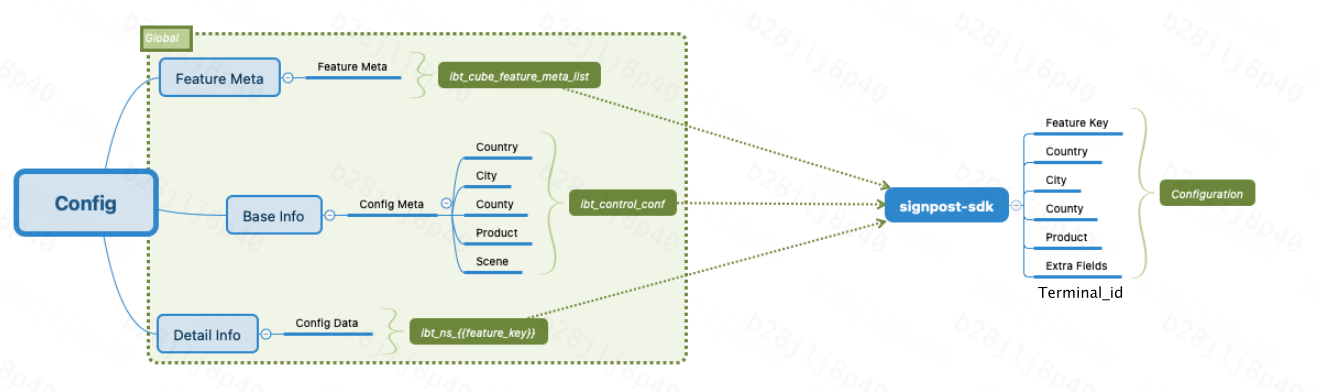 Global
Feature Meta
Feature Meta
ibt_cube_feature_meta_list
Config
Base Info
Config Meta
Country
City
County
Product
Scene
ibt_control_conf
Detail Info
Config Data
ibt_ns_{{feature_key}}
signpost-sdk
Feature Key
Country
City
County
Product
Extra Fields
Terminal_id
Configuration
b28jlj8p40